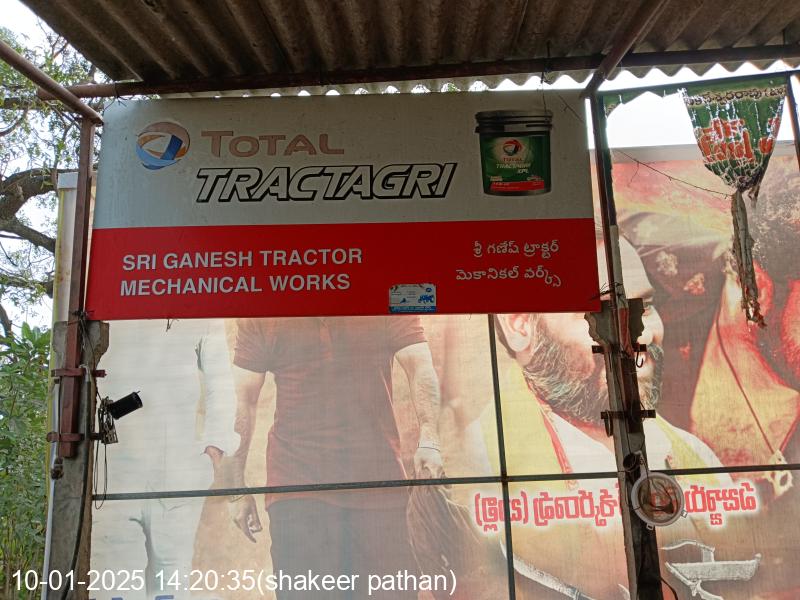 TOTAL
TRACTAGRI
SRI GANESH TRACTOR
MECHANICAL WORKS
శ్రీ గణేష్ ట్రాక్టర్
మెకానికల్ వర్క్స్
TOTAL
10-01-2025 14:20:35(shakeer pathan)